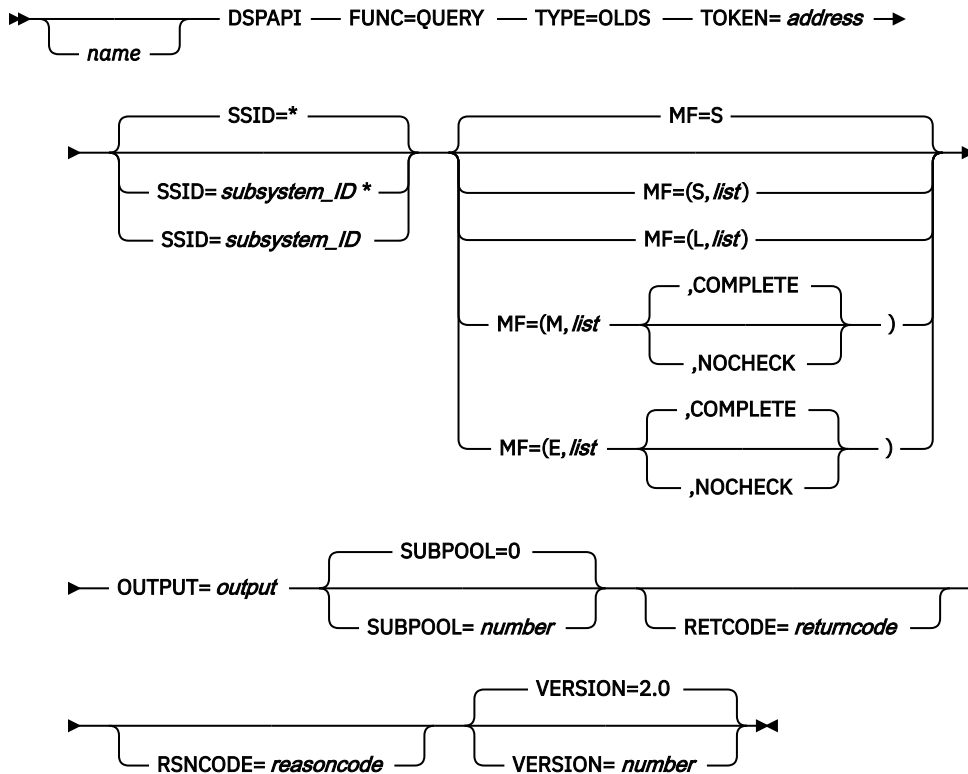 DSPAPI FUNC=QUERY TYPE=OLDS TOKEN= address
name
SSID=*
SSID= subsystem_ID *
SSID= subsystem_ID
MF=S
MF=(S,list)
MF=(L,list)
,COMPLETE
MF=(M,list )
,NOCHECK
,COMPLETE
MF=(E,list )
,NOCHECK
SUBPOOL=0
OUTPUT= output
SUBPOOL= number
RETCODE= returncode
VERSION=2.0
RSNCODE= reasoncode
VERSION= number